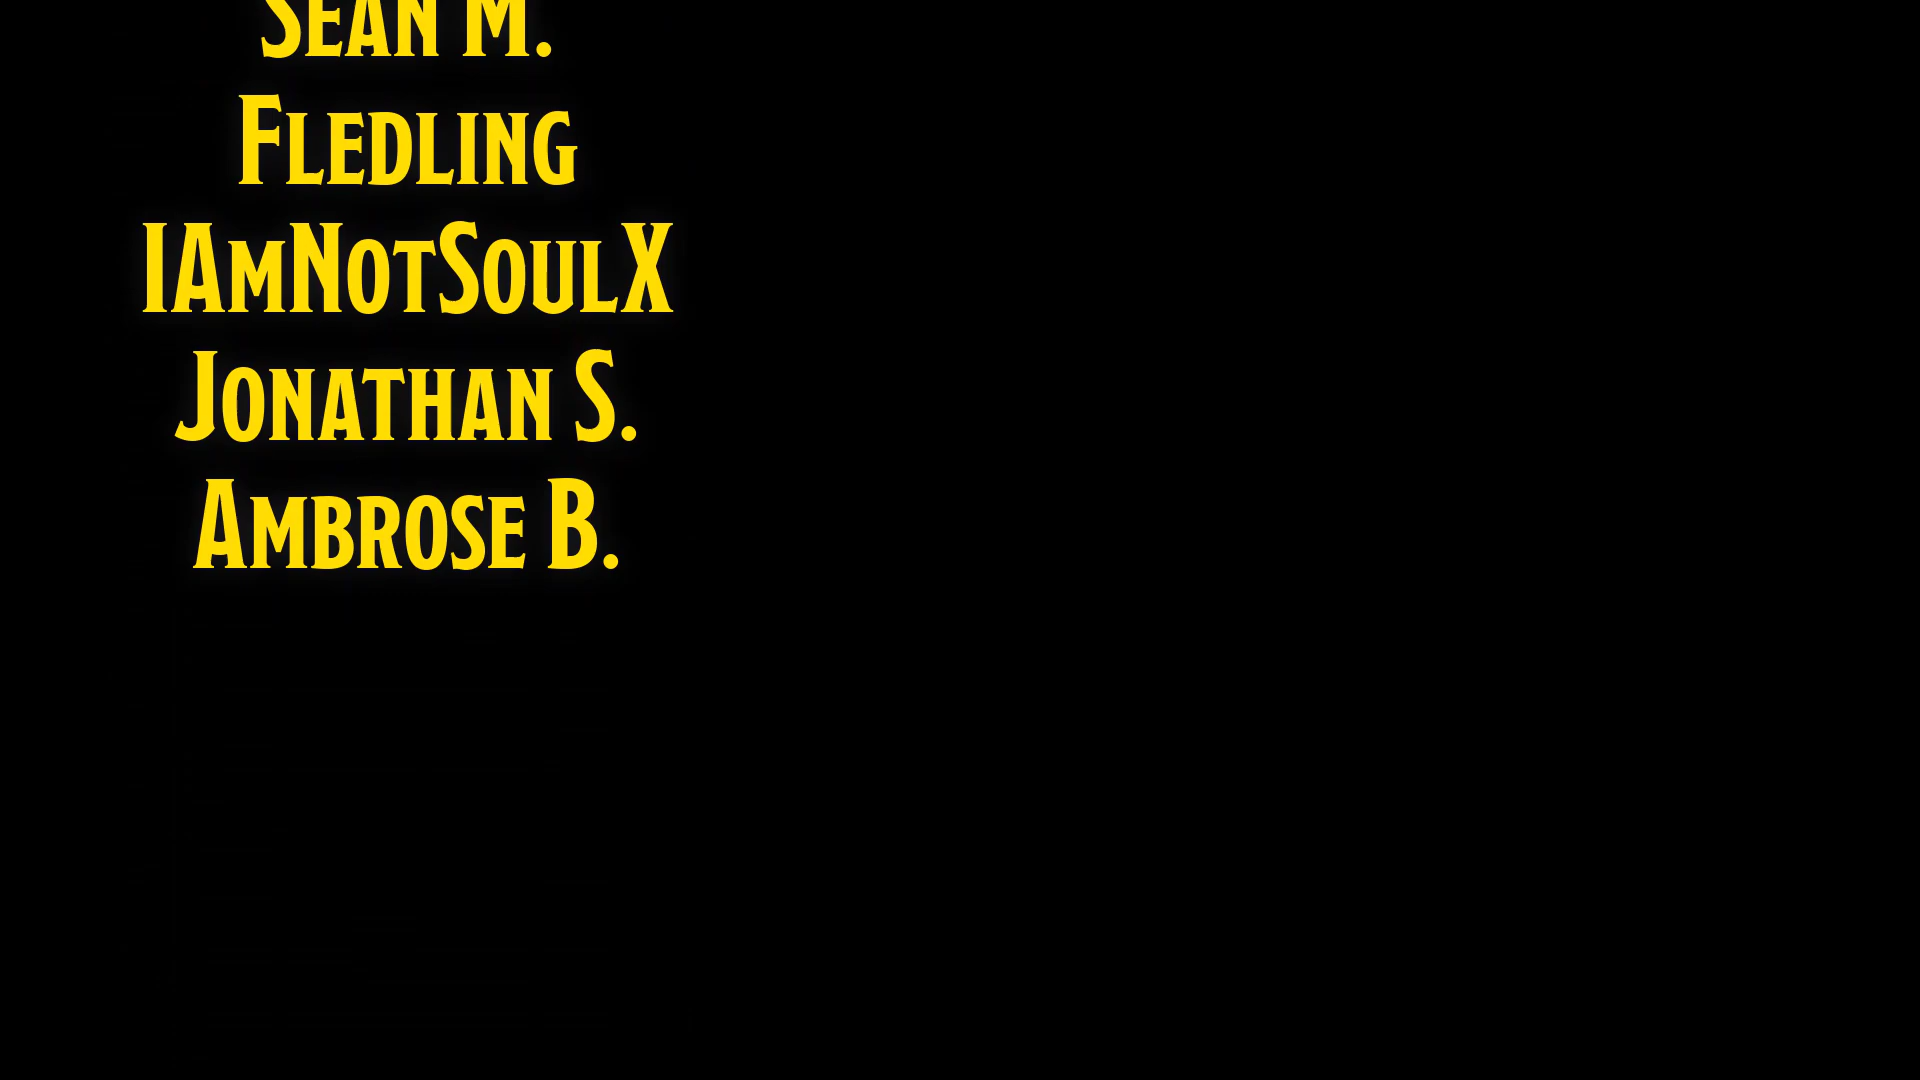 Sean M.
Fledling
IAmNotSoulX
Jonathan S.
Ambrose B.